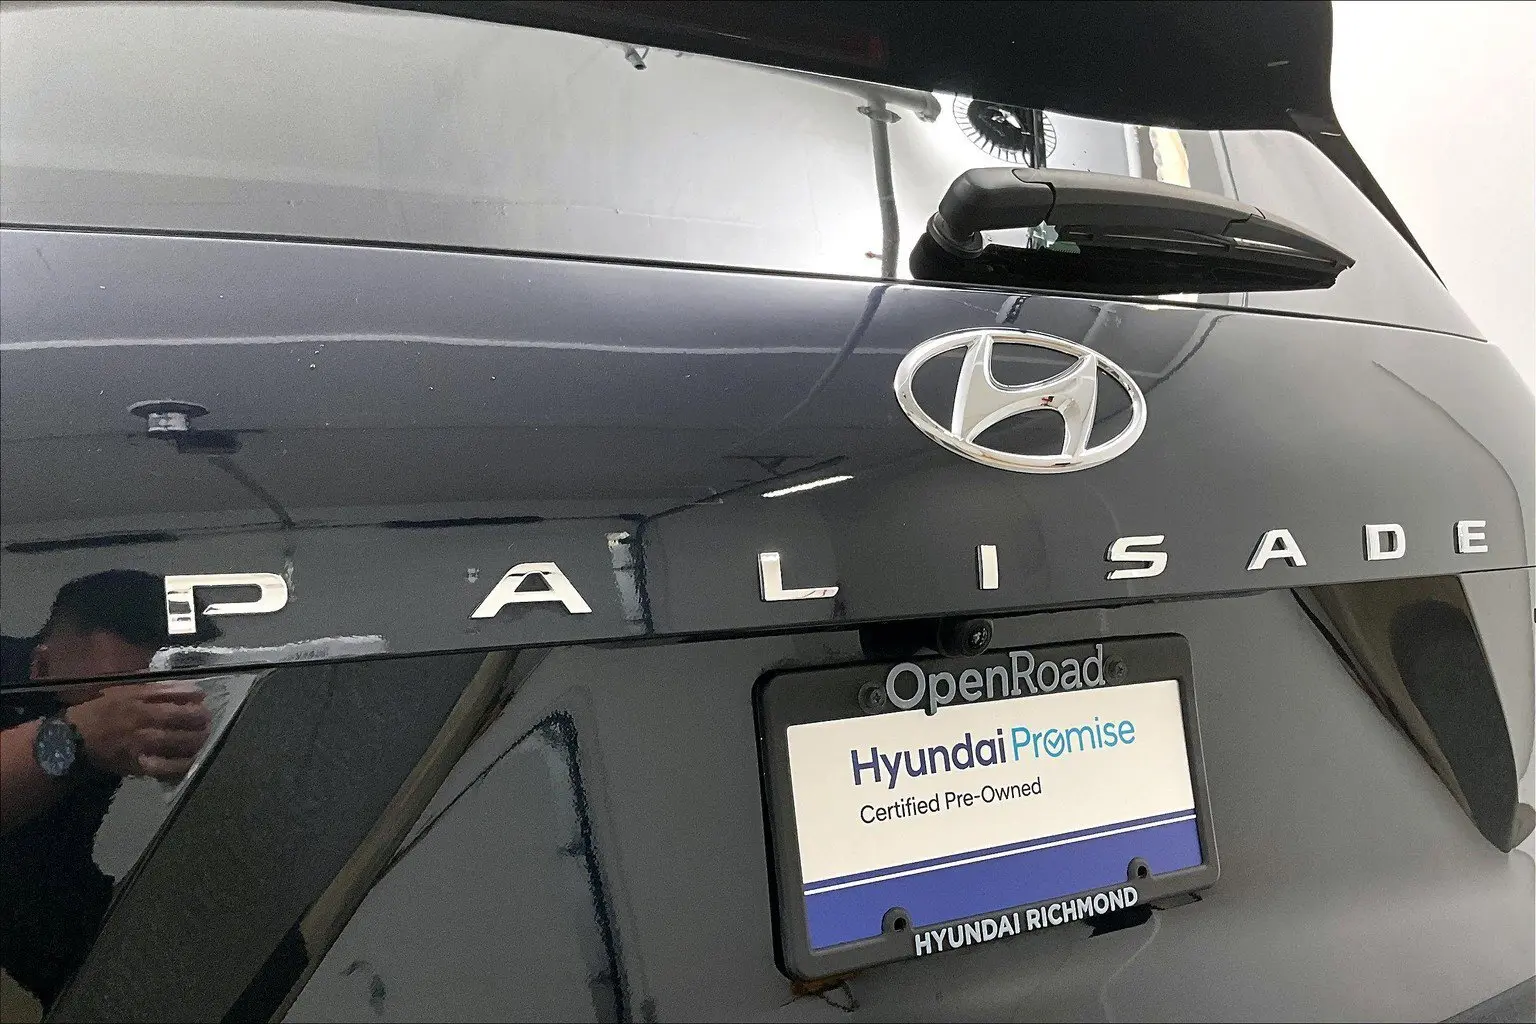 PALISADE
OpenRoad
Hyundai Promise
Certified Pre-Owned
HYUNDAI RICHMOND